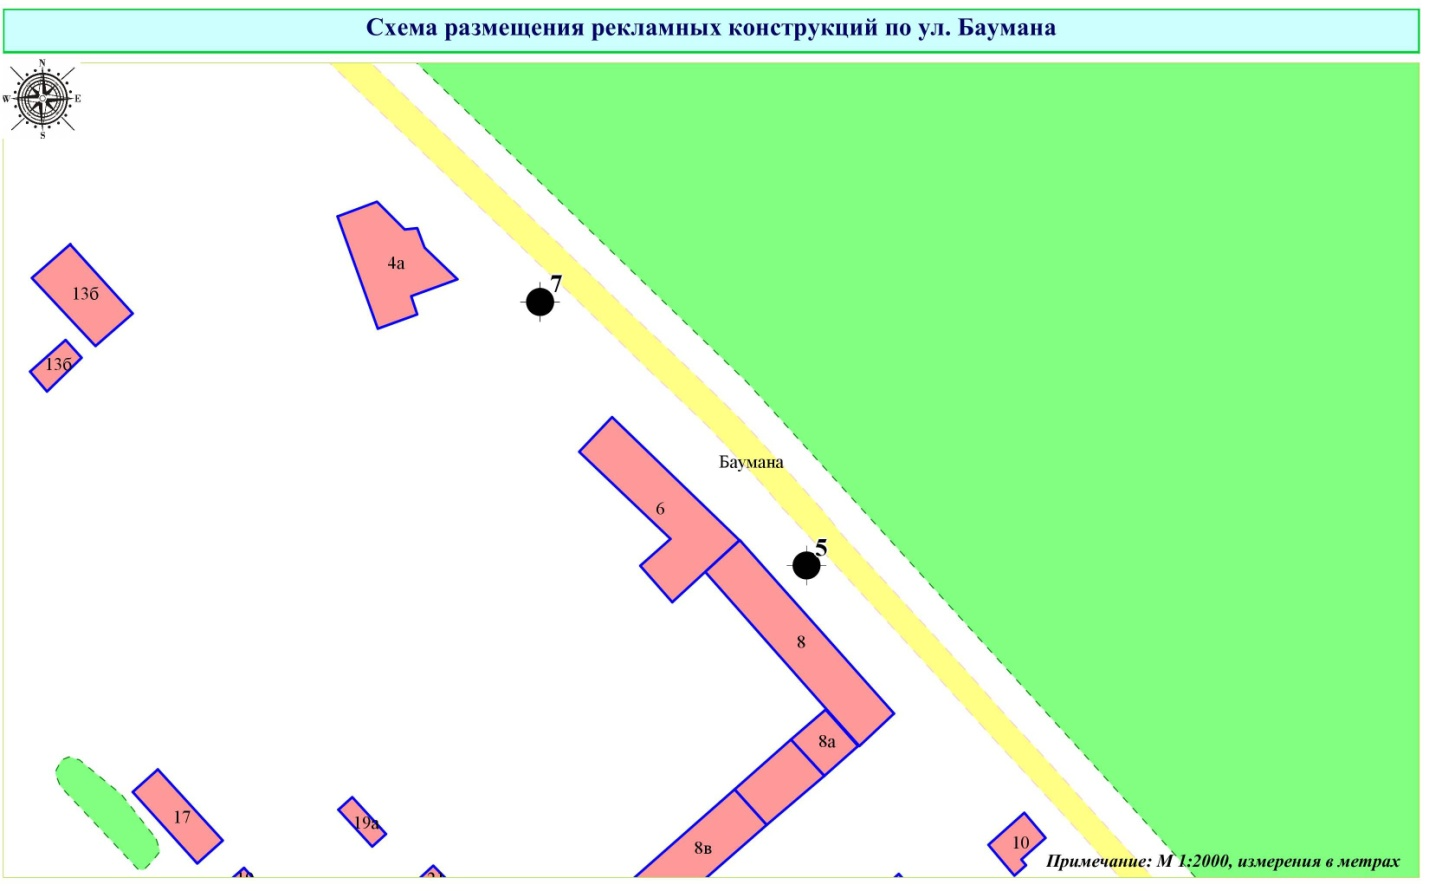 Схема размещения рекламных конструкций по ул. Баумана
N
W E
S
4а
13б
7
13б
Баумана
6
5
8
8а
17
19а
8в
10
Примечание: М 1:2000, измерения в метрах